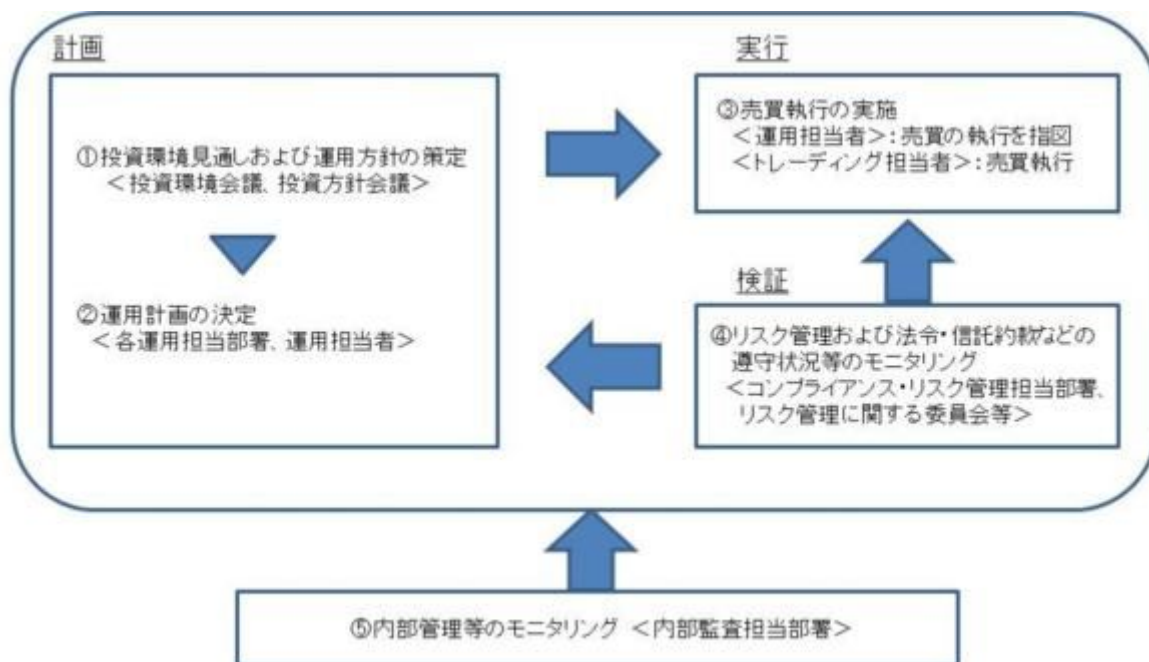 計画
①投資環境見通しおよび運用方針の策定
＜投資環境会議、投資方針会議＞
②運用計画の決定
＜各運用担当部署、運用担当者＞
実行
③売買執行の実施
＜運用担当者＞：売買の執行を指図
＜トレーディング担当者＞：売買執行
検証
④リスク管理および法令・信託約款などの
遵守状況等のモニタリング
＜コンプライアンス・リスク管理担当部署、
リスク管理に関する委員会等＞
⑤内部管理等のモニタリング ＜内部監査担当部署＞